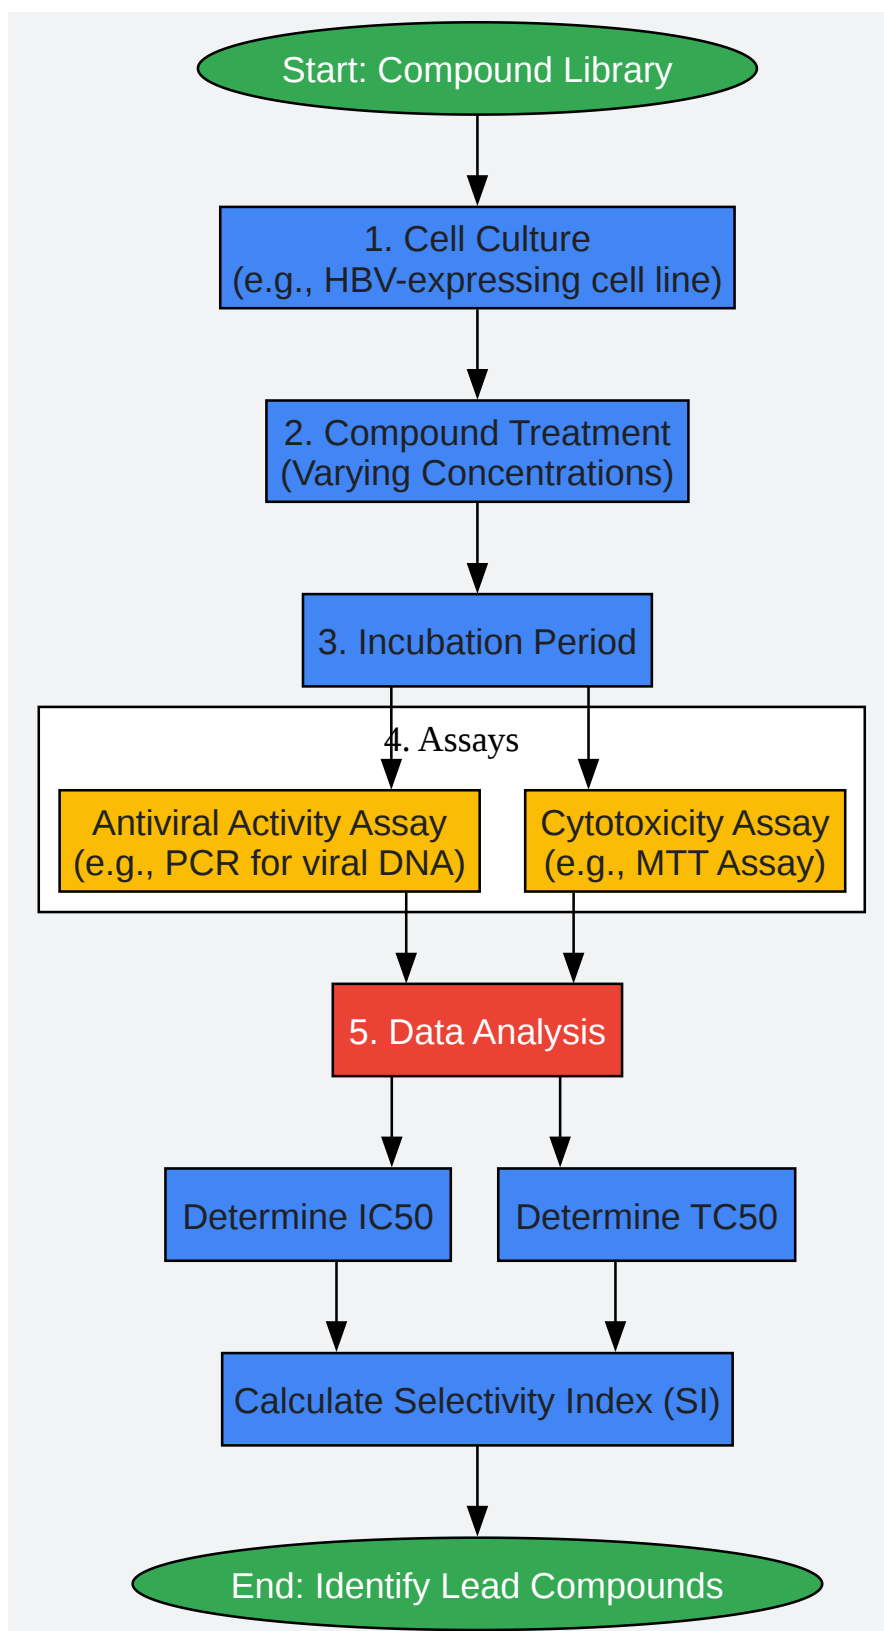 Start: Compound Library
1. Cell Culture
(e.g., HBV-expressing cell line)
2. Compound Treatment
(Varying Concentrations)
3. Incubation Period
4. Assays
Antiviral Activity Assay
(e.g., PCR for viral DNA)
Cytotoxicity Assay
(e.g., MTT Assay)
5. Data Analysis
Determine IC50
Determine TC50
Calculate Selectivity Index (SI)
End: Identify Lead Compounds